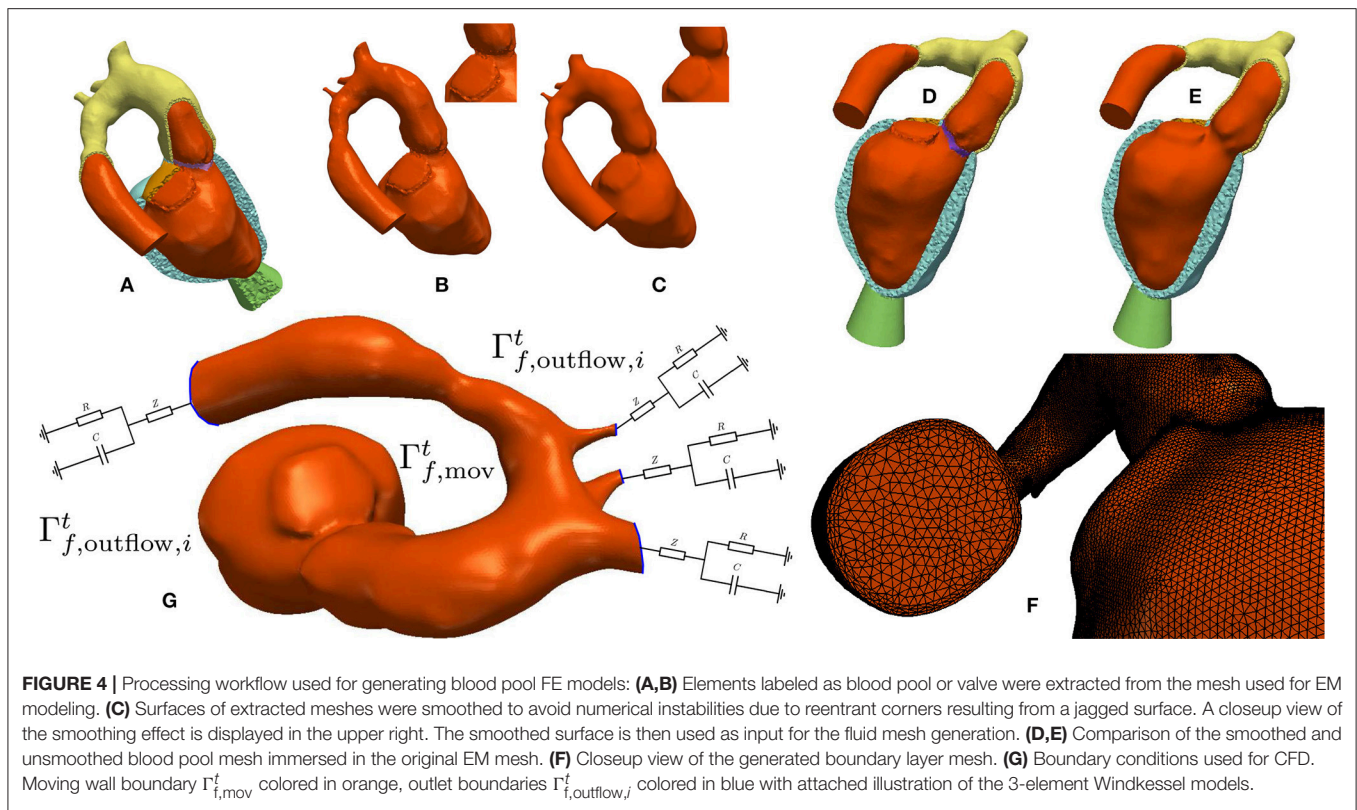 A
B
C
D
E
Γ^t_{f,outflow,i}
R
C
Z
R
Z
C
Γ^t_{f,mov}
R
Z
C
Γ^t_{f,outflow,i}
R
Z
C
G
F
FIGURE 4 | Processing workflow used for generating blood pool FE models: (A,B) Elements labeled as blood pool or valve were extracted from the mesh used for EM
modeling. (C) Surfaces of extracted meshes were smoothed to avoid numerical instabilities due to reentrant corners resulting from a jagged surface. A closeup view of
the smoothing effect is displayed in the upper right. The smoothed surface is then used as input for the fluid mesh generation. (D,E) Comparison of the smoothed and
unsmoothed blood pool mesh immersed in the original EM mesh. (F) Closeup view of the generated boundary layer mesh. (G) Boundary conditions used for CFD.
Moving wall boundary Γ^t_{f,mov} colored in orange, outlet boundaries Γ^t_{f,outflow,i} colored in blue with attached illustration of the 3-element Windkessel models.